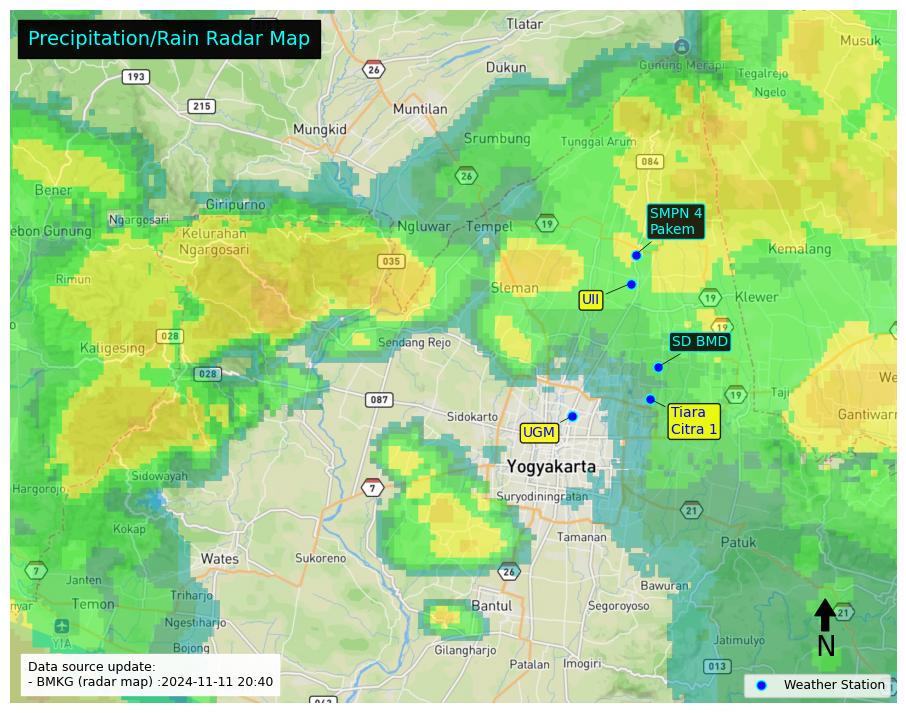 Precipitation/Rain Radar Map
Tlatar
Musuk
26
Gunung Merapi
193
Dukun
Tegalrejo
Ngelo
215
Muntilan
Mungkid
Srumbung
Tunggal Arum
084
26
Bener
Giripurno
SMPN 4
Pakem
Ngargosari
Ngluwar
Tempel
19
ebon Gunung
Kelurahan
Ngargosari
Kemalang
035
Rimun
Sleman
UII
19
Klewer
19
028
Kaligesing
Sendang Rejo
SD BMD
028
087
19
Taji
We
Sidokarto
Tiara
Citra 1
Gantiwarr
UGM
Yogyakarta
Sidowayah
Hargorojo
7
Suryodiningratan
21
Kokap
Tamanan
Patuk
Wates
Sukoreno
7
26
Janten
Bawuran
Triharjo
Temon
Bantul
Segoroyoso
nyar
21
Ngestiharjo
YIA
N
Jatimulyo
Bojong
Gilangharjo
Patalan
Imogiri
013
Data source update:
- BMKG (radar map) :2024-11-11 20:40
Weather Station